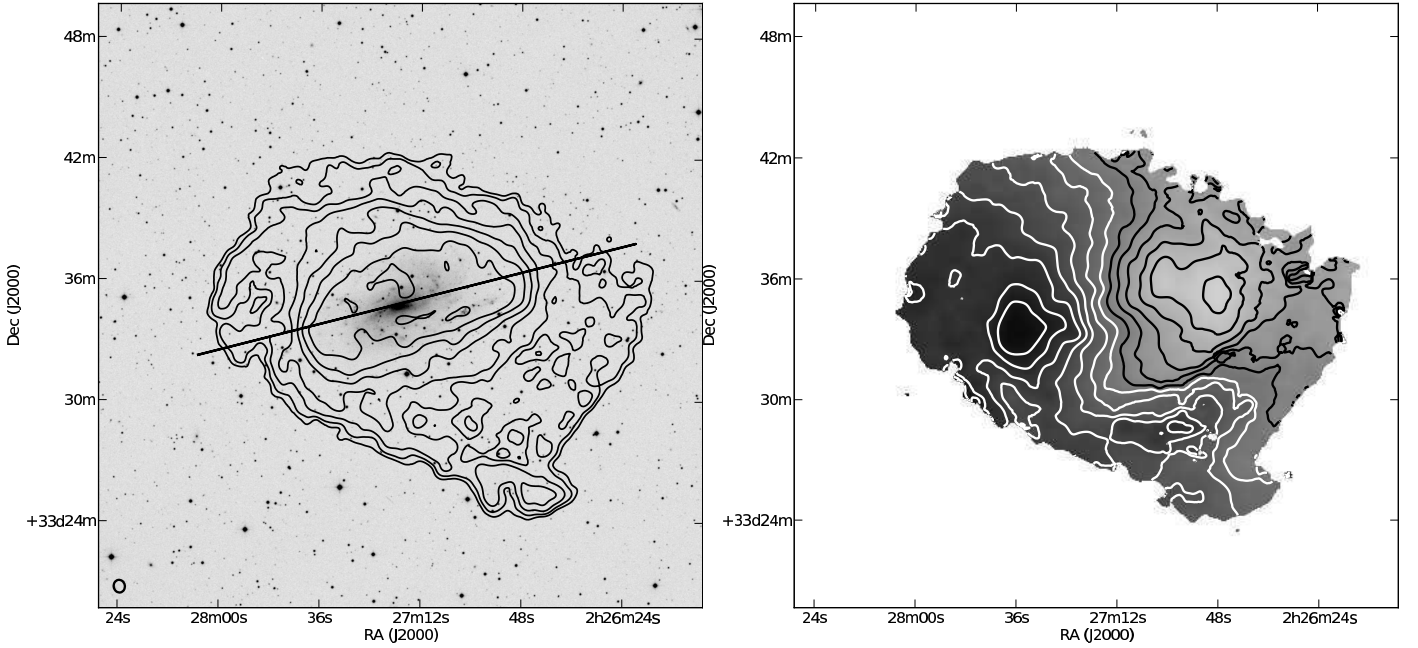 48m
42m
36m
30m
+33d24m
Dec (J2000)
24s
28m00s
36s
27m12s
48s
2h26m24s
RA (J2000)
48m
42m
36m
30m
+33d24m
Dec (J2000)
24s
28m00s
36s
27m12s
48s
2h26m24s
RA (J2000)